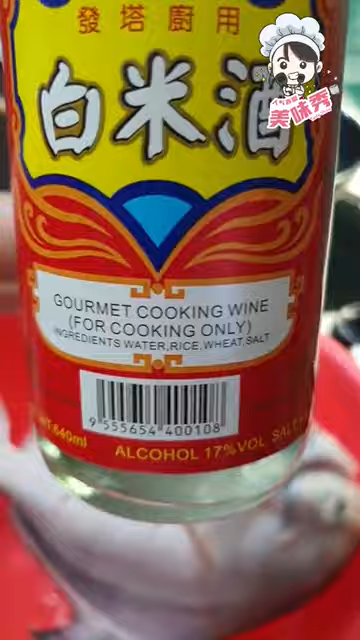 發塔廚用
白米酒
美味秀
GOURMET COOKING WINE
(FOR COOKING ONLY)
INGREDIENTS WATER,RICE,WHEAT,SALT
9 555654 400108
640ml
ALCOHOL 17%VOL SALT